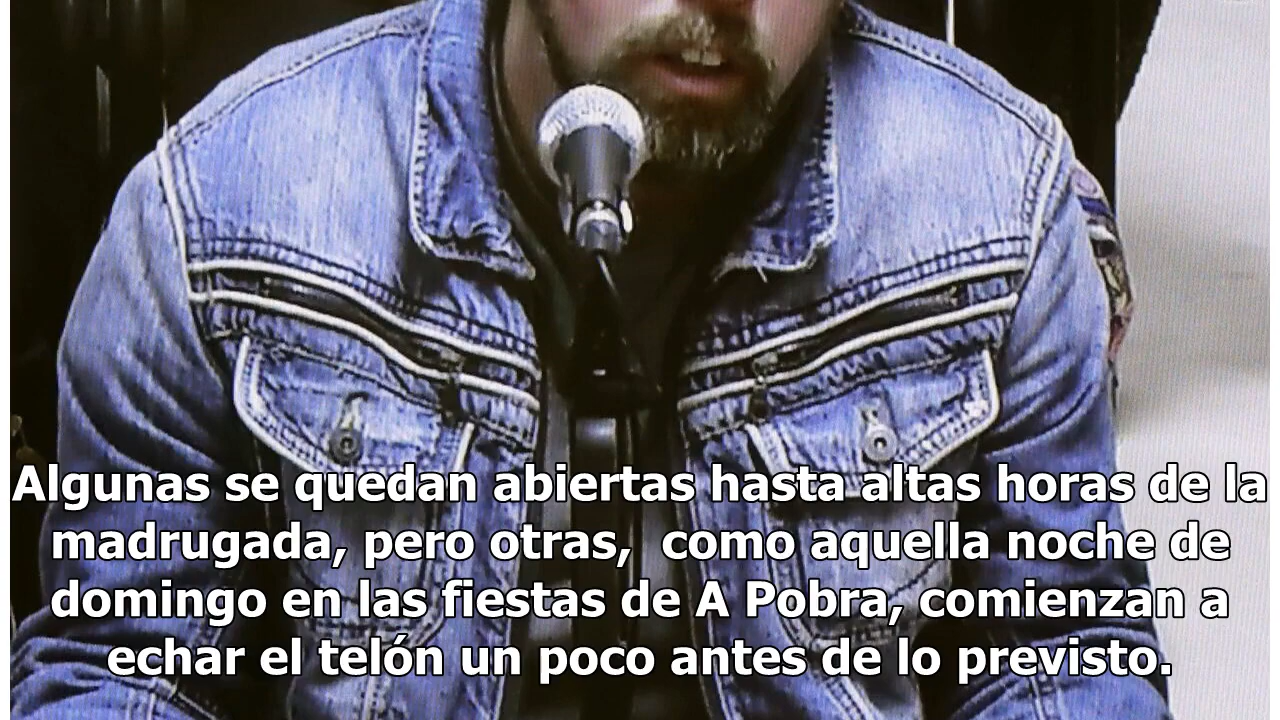 Algunas se quedan abiertas hasta altas horas de la
madrugada, pero otras, como aquella noche de
domingo en las fiestas de A Pobra, comienzan a
echar el telón un poco antes de lo previsto.